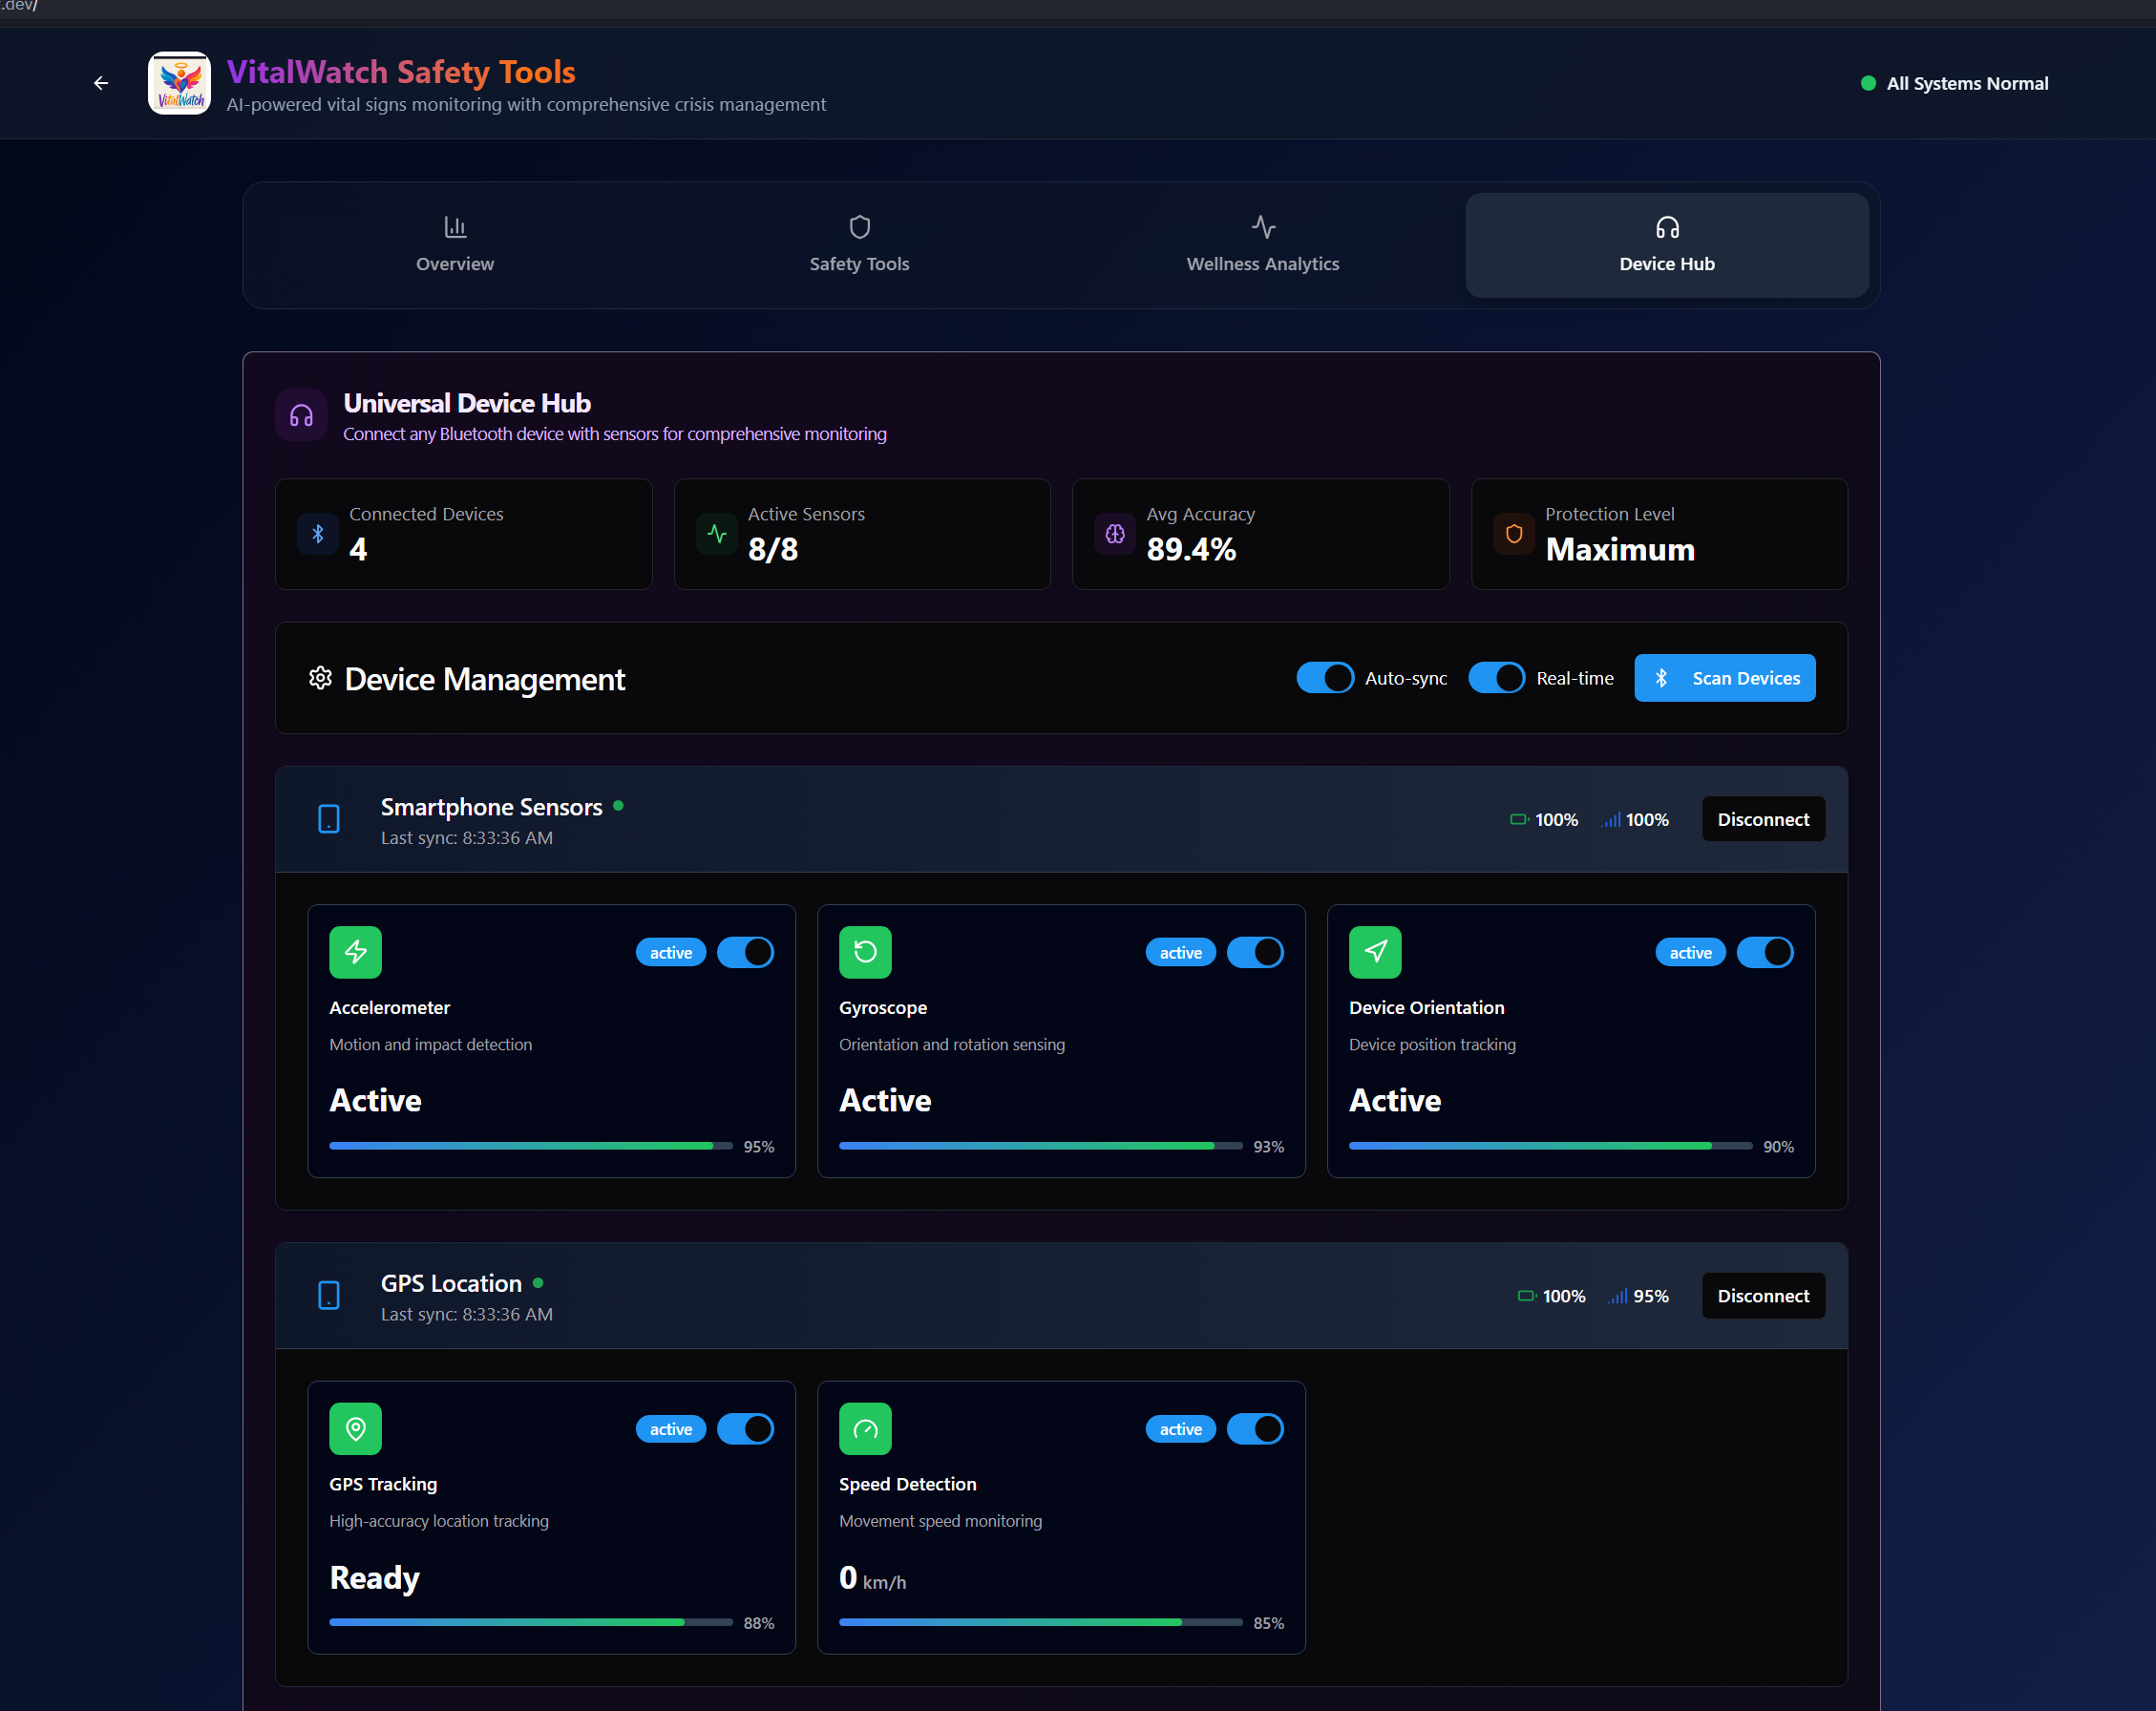 .dev/
VitalWatch
VitalWatch Safety Tools
AI-powered vital signs monitoring with comprehensive crisis management
All Systems Normal
Overview
Safety Tools
Wellness Analytics
Device Hub
Universal Device Hub
Connect any Bluetooth device with sensors for comprehensive monitoring
Connected Devices
4
Active Sensors
8/8
Avg Accuracy
89.4%
Protection Level
Maximum
Device Management
Auto-sync
Real-time
Scan Devices
Smartphone Sensors
Last sync: 8:33:36 AM
100%
100%
Disconnect
active
Accelerometer
Motion and impact detection
Active
95%
active
Gyroscope
Orientation and rotation sensing
Active
93%
active
Device Orientation
Device position tracking
Active
90%
GPS Location
Last sync: 8:33:36 AM
100%
95%
Disconnect
active
GPS Tracking
High-accuracy location tracking
Ready
88%
active
Speed Detection
Movement speed monitoring
0 km/h
85%